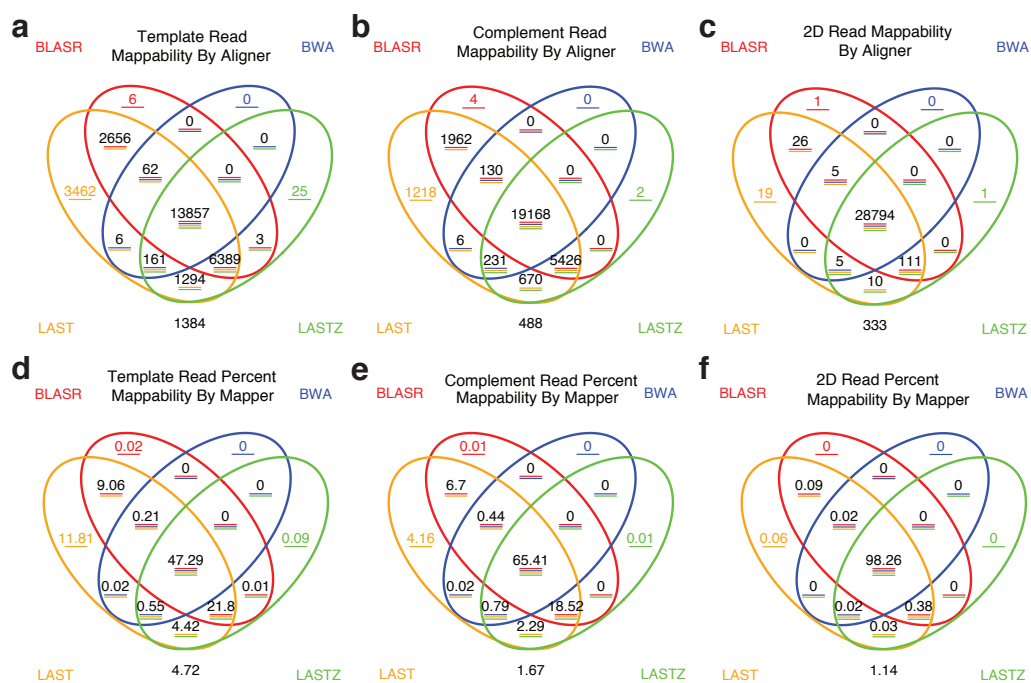 a
Template Read
Mappability By Aligner
BLASR
BWA
6
0
2656
0
0
3462
62
0
25
13857
6
3
161
6389
1294
LAST
1384
LASTZ
b
Complement Read
Mappability By Aligner
BLASR
BWA
4
0
1962
0
0
1218
130
0
2
19168
6
0
231
5426
670
LAST
488
LASTZ
c
2D Read Mappability
By Aligner
BLASR
BWA
1
0
26
0
0
19
5
0
1
28794
0
0
5
111
10
LAST
333
LASTZ
d
Template Read Percent
Mappability By Mapper
BLASR
BWA
0.02
0
9.06
0
0
11.81
0.21
0
0.09
47.29
0.02
0.01
0.55
21.8
4.42
LAST
4.72
LASTZ
e
Complement Read Percent
Mappability By Mapper
BLASR
BWA
0.01
0
6.7
0
0
4.16
0.44
0
0.01
65.41
0.02
0
0.79
18.52
2.29
LAST
1.67
LASTZ
f
2D Read Percent
Mappability By Mapper
BLASR
BWA
0
0
0.09
0
0
0.06
0.02
0
0
98.26
0
0
0.02
0.38
0.03
LAST
1.14
LASTZ